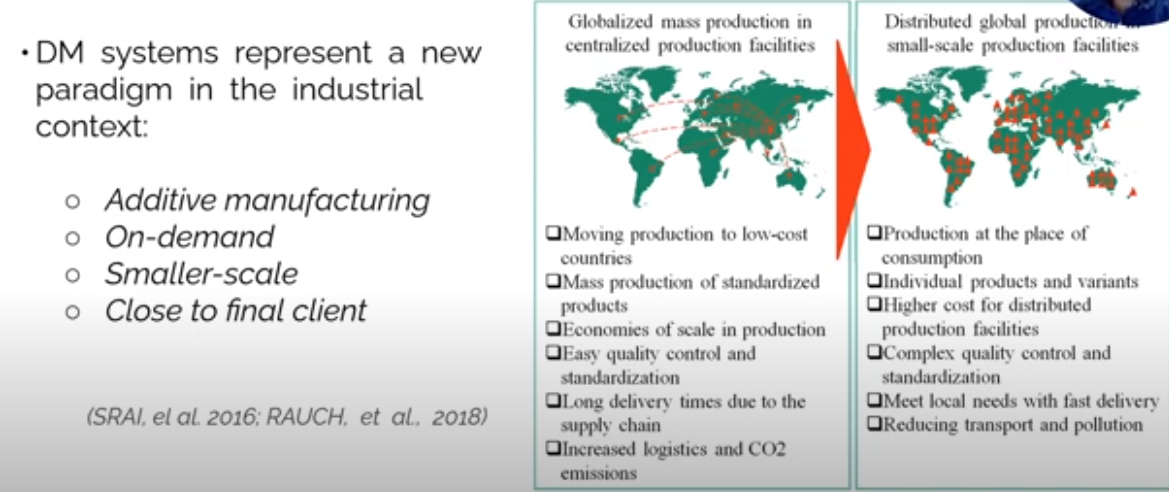 • DM systems represent a new
paradigm in the industrial
context:
○ Additive manufacturing
○ On-demand
○ Smaller-scale
○ Close to final client
(SRAI, el al. 2016; RAUCH, et al., 2018)
Globalized mass production in
centralized production facilities
❑Moving production to low-cost
countries
❑Mass production of standardized
products
❑Economies of scale in production
❑Easy quality control and
standardization
❑Long delivery times due to the
supply chain
❑Increased logistics and CO2
emissions
Distributed global production
small-scale production facilities
❑Production at the place of
consumption
❑Individual products and variants
❑Higher cost for distributed
production facilities
❑Complex quality control and
standardization
❑Meet local needs with fast delivery
❑Reducing transport and pollution